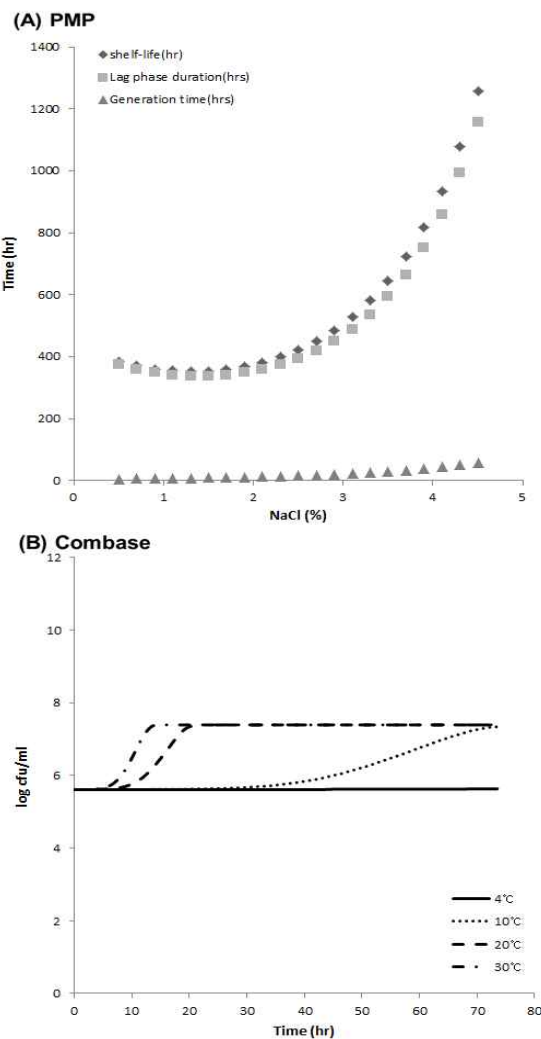 (A) PMP
1400
1200
1000
800
600
400
200
0
Time (hr)
shelf-life(hr)
Lag phase duration(hrs)
Generation time(hrs)
0 1 2 3 4 5
NaCl (%)
(B) Combase
12
10
8
6
4
2
0
log cfu/ml
4℃
10℃
20℃
30℃
0 10 20 30 40 50 60 70 80
Time (hr)